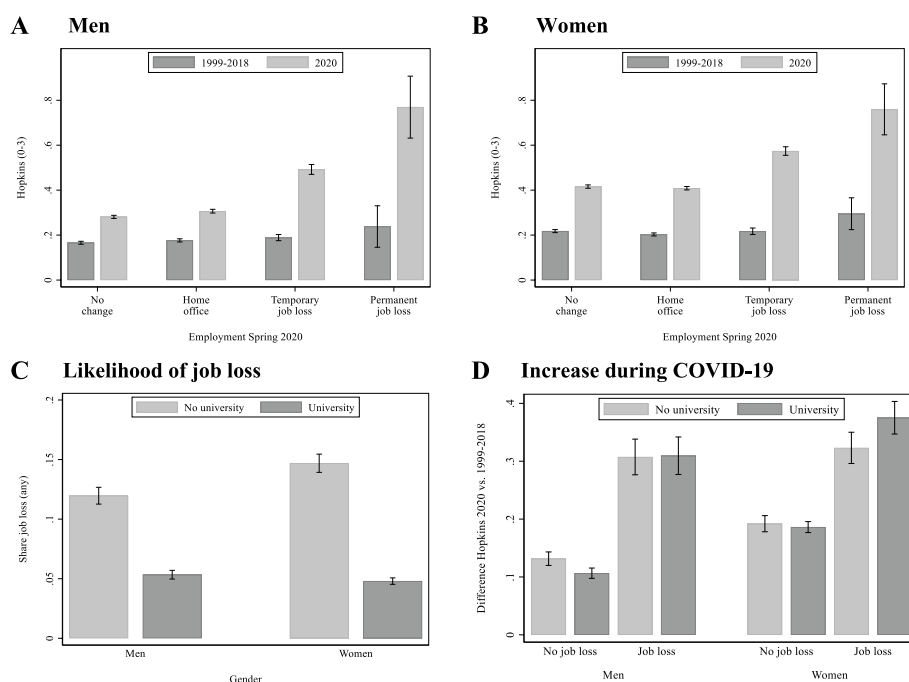 A Men
1999-2018 2020
Hopkins (0-3)
0 .2 .4 .6 .8
No change
Home office
Temporary job loss
Permanent job loss
Employment Spring 2020
B Women
1999-2018 2020
Hopkins (0-3)
0 .2 .4 .6 .8
No change
Home office
Temporary job loss
Permanent job loss
Employment Spring 2020
C Likelihood of job loss
No university University
Share job loss (any)
0 .05 .1 .15 .2
Men Women
Gender
D Increase during COVID-19
No university University
Difference Hopkins 2020 vs. 1999-2018
0 .1 .2 .3 .4
No job loss Job loss No job loss Job loss
Men Women